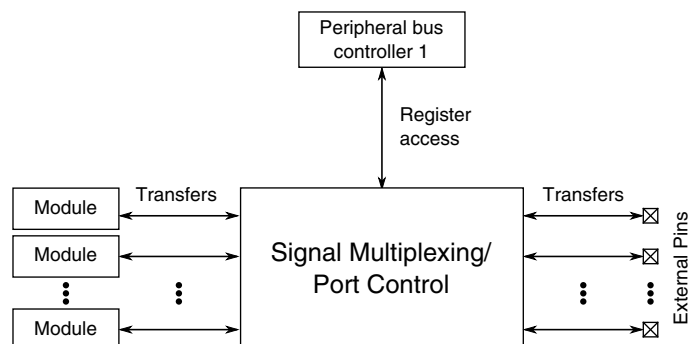 Peripheral bus
controller 1
Register
access
Transfers
Transfers
Module
Module
Module
Signal Multiplexing/
Port Control
External Pins